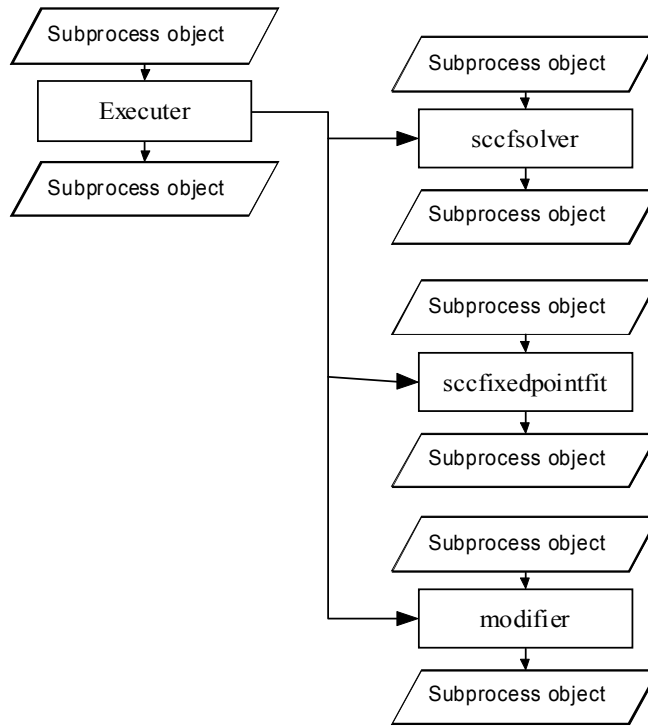 Subprocess object
Executer
Subprocess object
Subprocess object
sccfsolver
Subprocess object
Subprocess object
sccfixedpointfit
Subprocess object
Subprocess object
modifier
Subprocess object